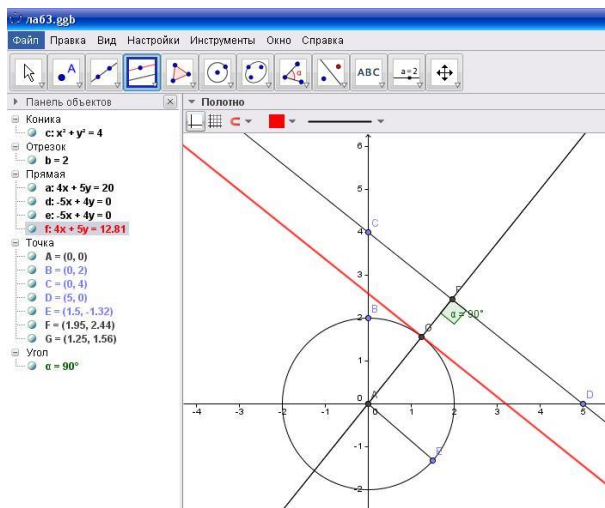 лаб3.ggb
Файл Правка Вид Настройки Инструменты Окно Справка
A α ABC a=2
Панель объектов
Полотно
Коника
c: x² + y² = 4
Отрезок
b = 2
Прямая
a: 4x + 5y = 20
d: -5x + 4y = 0
e: -5x + 4y = 0
f: 4x + 5y = 12.81
Точка
A = (0, 0)
B = (0, 2)
C = (0, 4)
D = (5, 0)
E = (1.5, -1.32)
F = (1.95, 2.44)
G = (1.25, 1.56)
Угол
α = 90°
6
5
C
4
3
F
B
α = 90°
2
G
1
A
D
0
-4 -3 -2 -1 0 1 2 3 4 5
-1
E
-2